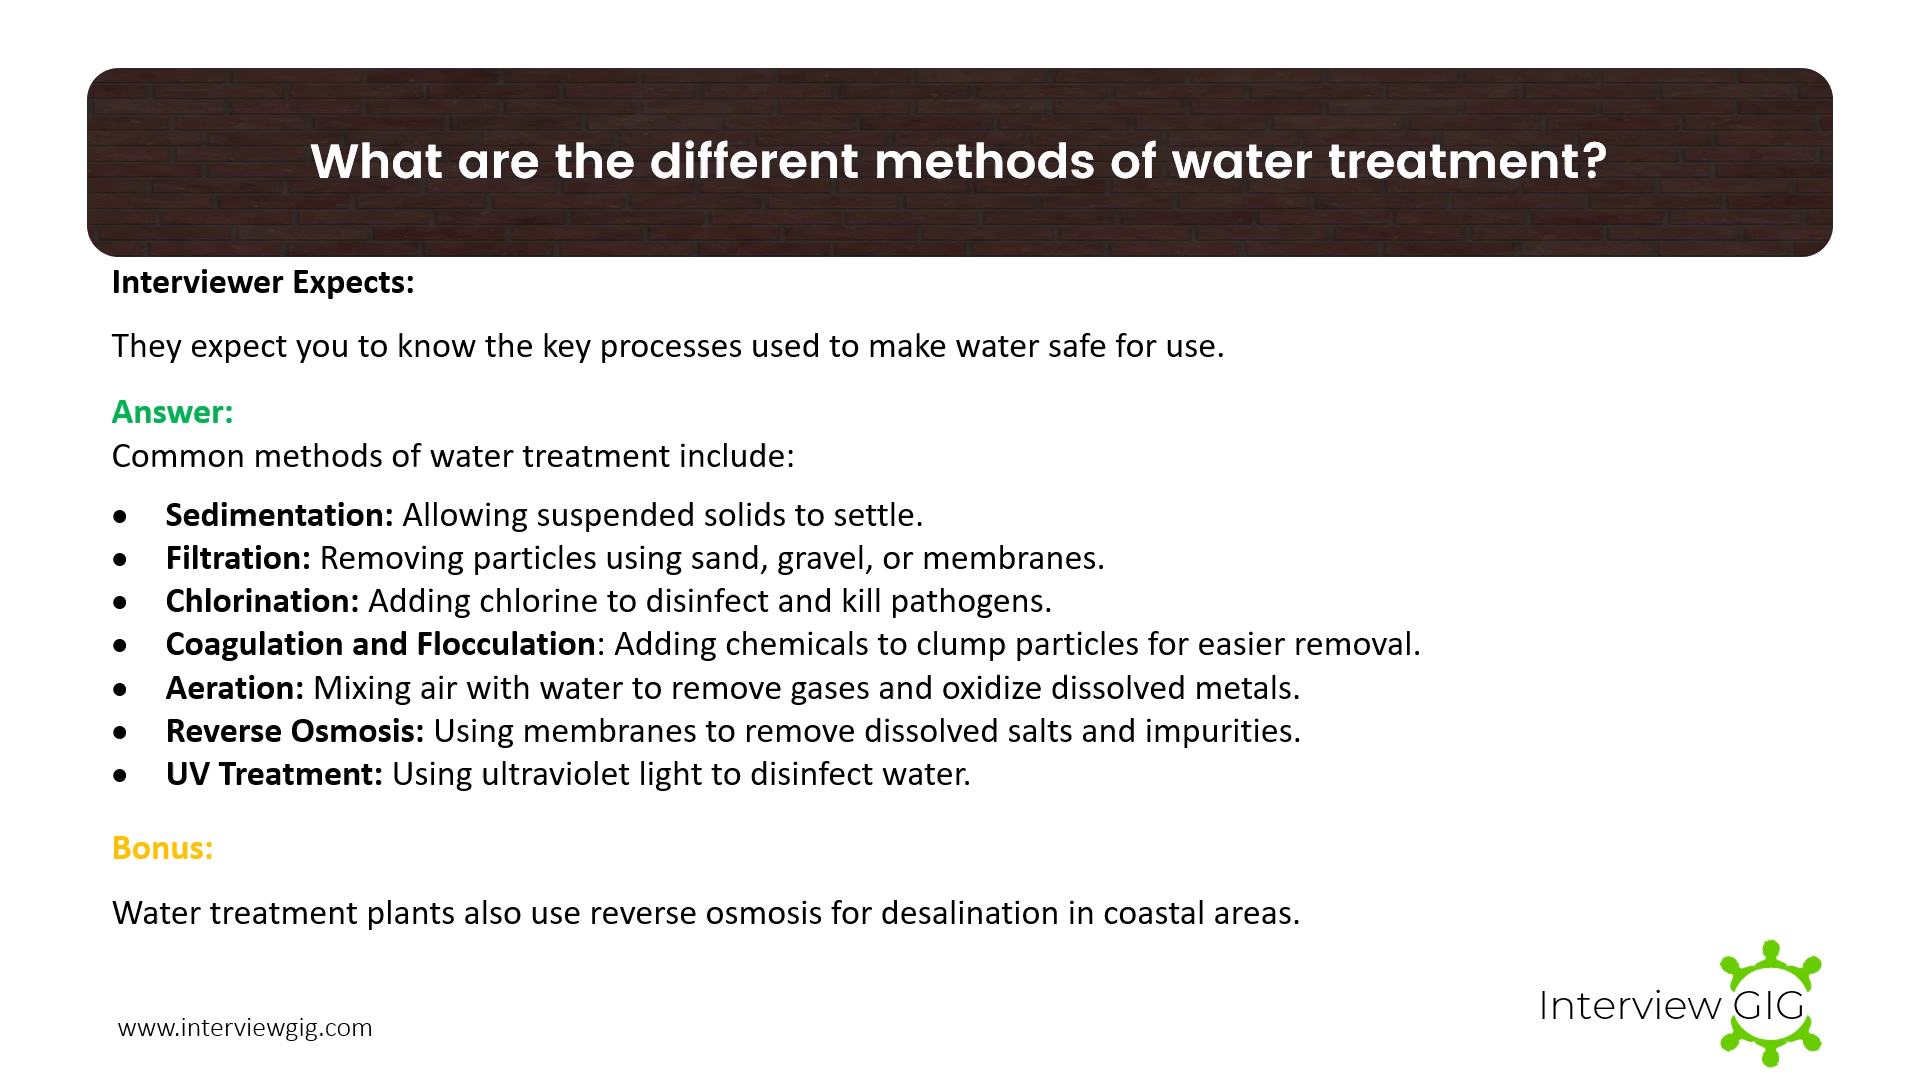 What are the different methods of water treatment?
Interviewer Expects:
They expect you to know the key processes used to make water safe for use.
Answer:
Common methods of water treatment include:
• Sedimentation: Allowing suspended solids to settle.
• Filtration: Removing particles using sand, gravel, or membranes.
• Chlorination: Adding chlorine to disinfect and kill pathogens.
• Coagulation and Flocculation: Adding chemicals to clump particles for easier removal.
• Aeration: Mixing air with water to remove gases and oxidize dissolved metals.
• Reverse Osmosis: Using membranes to remove dissolved salts and impurities.
• UV Treatment: Using ultraviolet light to disinfect water.
Bonus:
Water treatment plants also use reverse osmosis for desalination in coastal areas.
Interview GIG
www.interviewgig.com